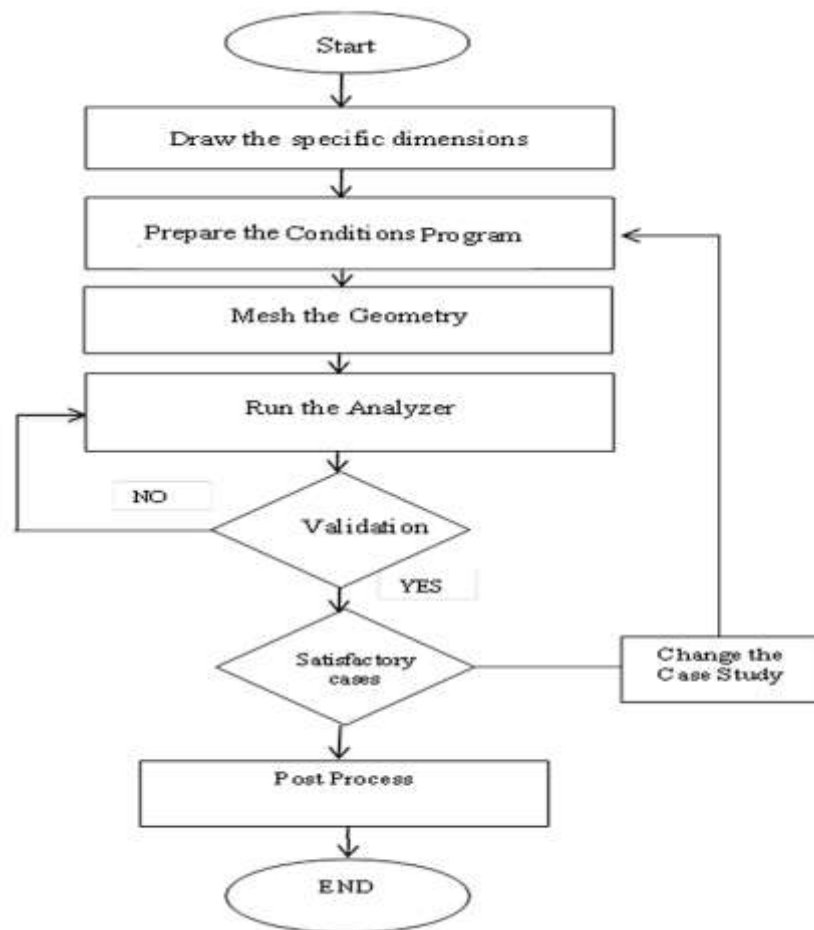 Start
Draw the specific dimensions
Prepare the Conditions Program
Mesh the Geometry
Run the Analyzer
NO
Validation
YES
Satisfactory
cases
Change the
Case Study
Post Process
END